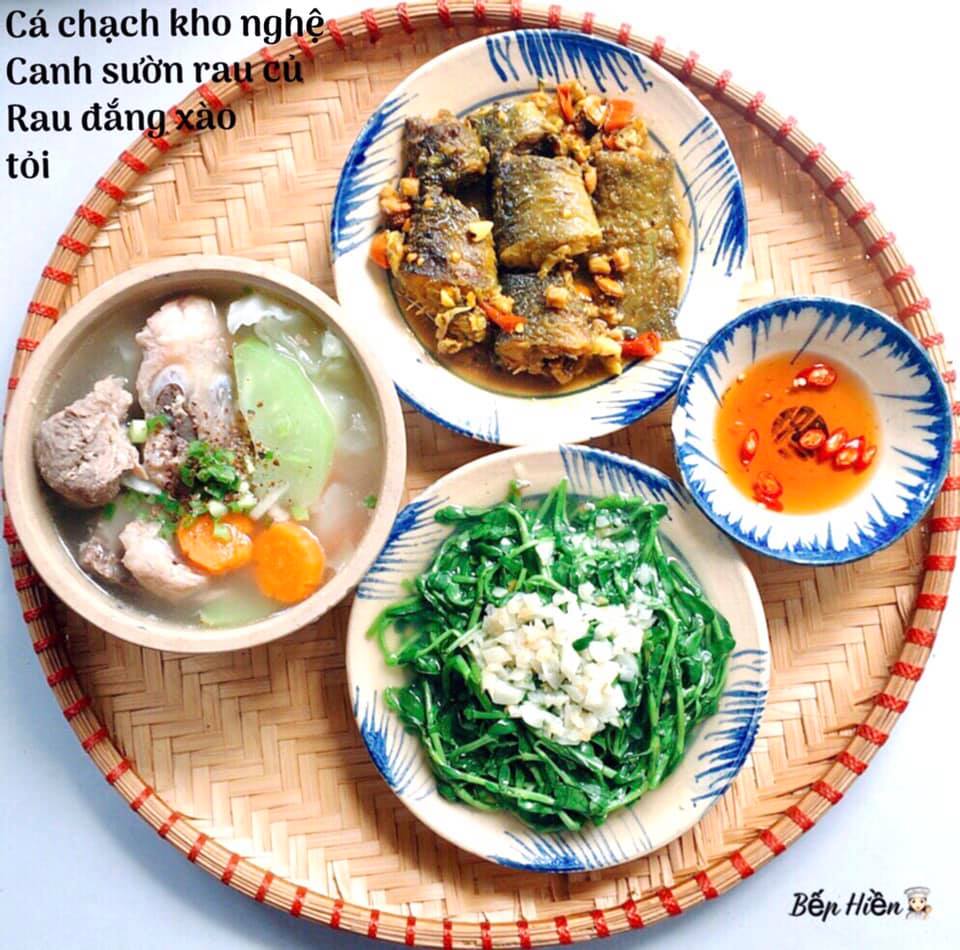 Cá chạch kho nghệ
Canh sườn rau củ
Rau đắng xào
tỏi
Bếp Hiền